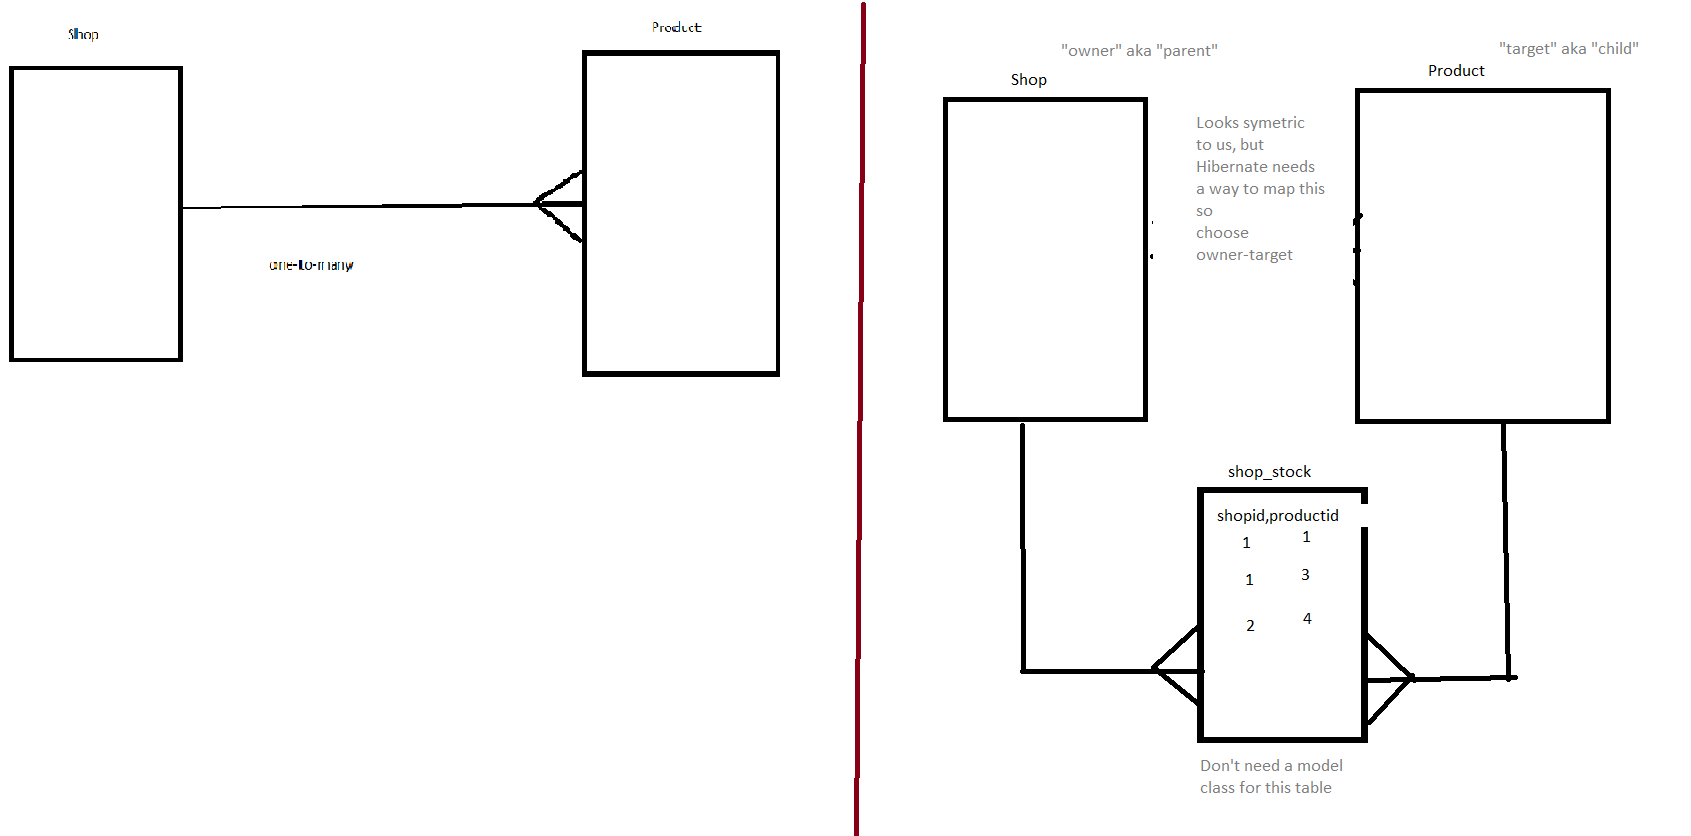 Shop
Product
one-to-many
"owner" aka "parent"
"target" aka "child"
Shop
Product
Looks symetric
to us, but
Hibernate needs
a way to map this
so
choose
owner-target
shop_stock
shopid,productid
1 1
1 3
2 4
Don't need a model
class for this table